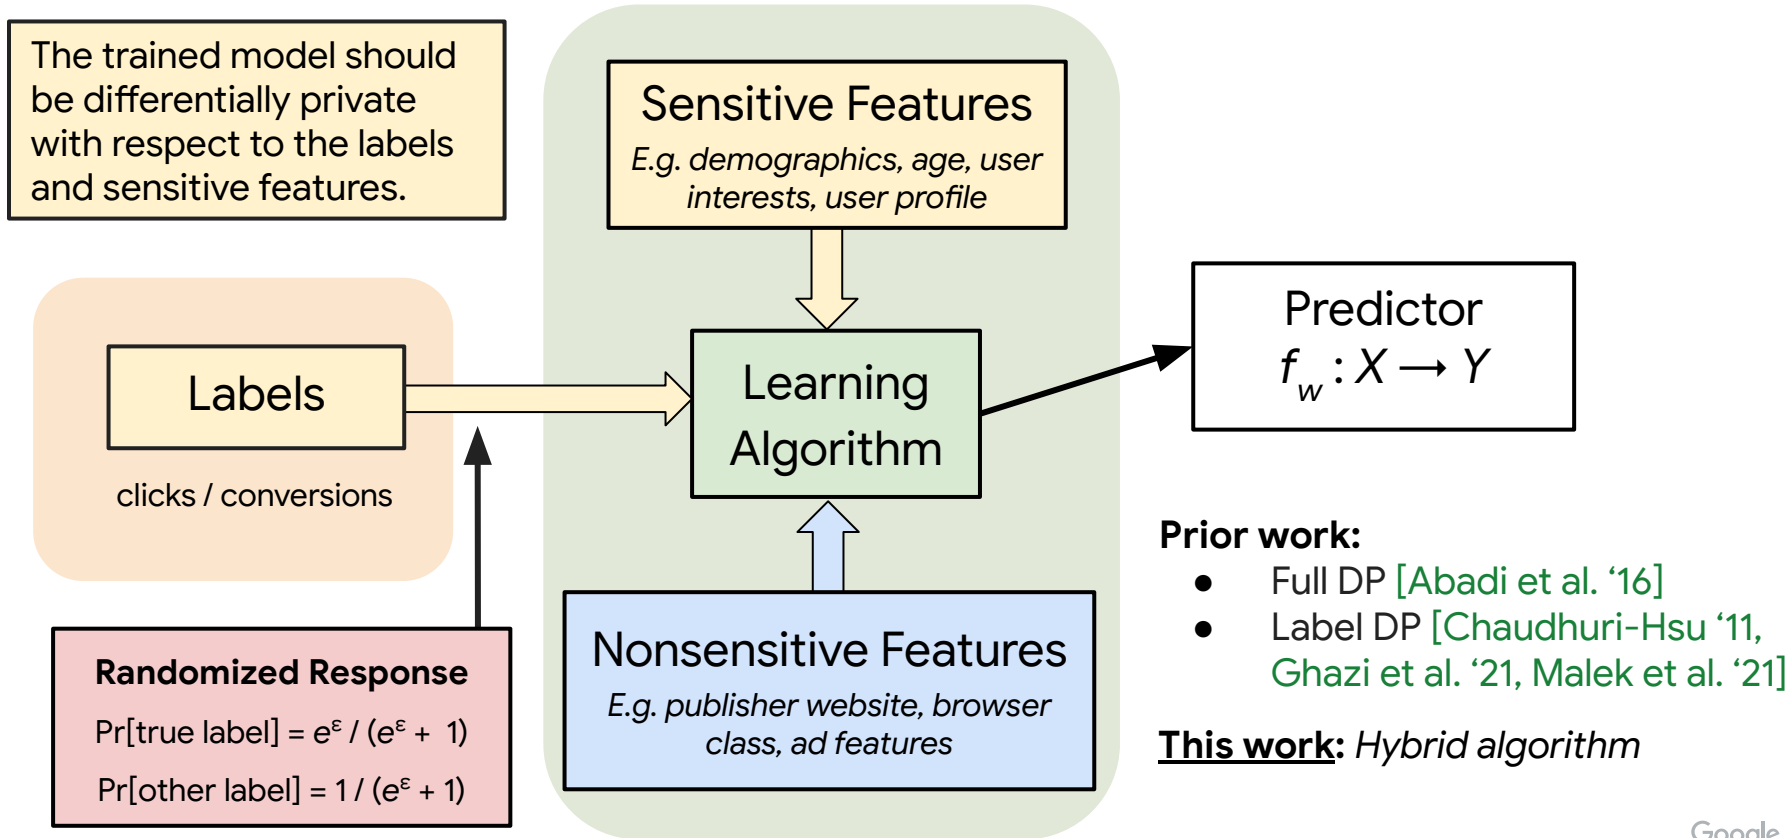 The trained model should
be differentially private
with respect to the labels
and sensitive features.
Sensitive Features
E.g. demographics, age, user
interests, user profile
Labels
clicks / conversions
Learning
Algorithm
Predictor
f_w : X → Y
Randomized Response
Pr[true label] = e^ε / (e^ε + 1)
Pr[other label] = 1 / (e^ε + 1)
Nonsensitive Features
E.g. publisher website, browser
class, ad features
Prior work:
● Full DP [Abadi et al. ‘16]
● Label DP [Chaudhuri-Hsu ‘11,
Ghazi et al. ‘21, Malek et al. ‘21]
This work: Hybrid algorithm
Google